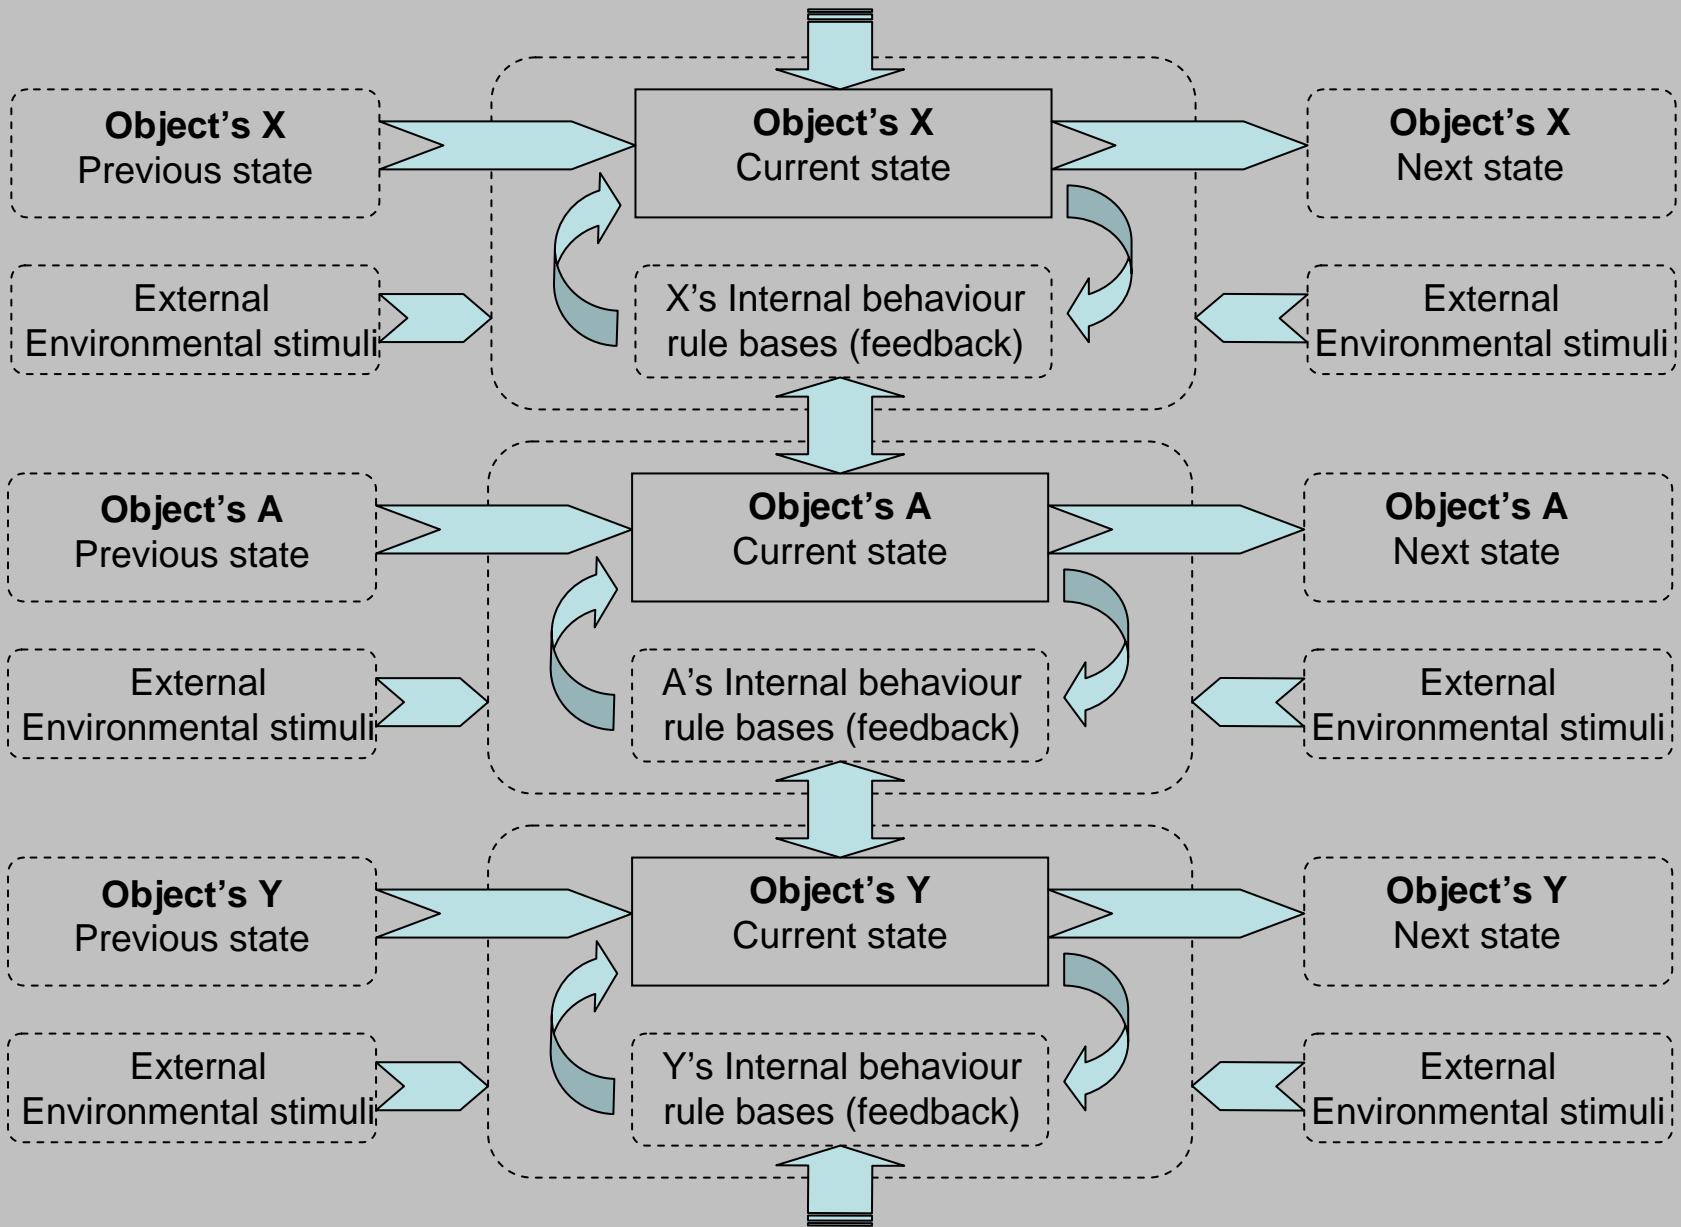 Object’s X
Previous state
Object’s X
Current state
Object’s X
Next state
External
Environmental stimuli
X’s Internal behaviour
rule bases (feedback)
External
Environmental stimuli
Object’s A
Previous state
Object’s A
Current state
Object’s A
Next state
External
Environmental stimuli
A’s Internal behaviour
rule bases (feedback)
External
Environmental stimuli
Object’s Y
Previous state
Object’s Y
Current state
Object’s Y
Next state
External
Environmental stimuli
Y’s Internal behaviour
rule bases (feedback)
External
Environmental stimuli